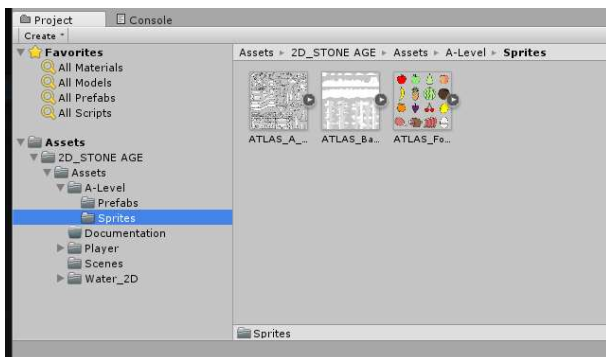 Project Console
Create
Favorites
All Materials
All Models
All Prefabs
All Scripts
Assets
2D_STONE AGE
Assets
A-Level
Prefabs
Sprites
Documentation
Player
Scenes
Water_2D
Assets ▸ 2D_STONE AGE ▸ Assets ▸ A-Level ▸ Sprites
ATLAS_A_... ATLAS_Ba... ATLAS_Fo...
Sprites